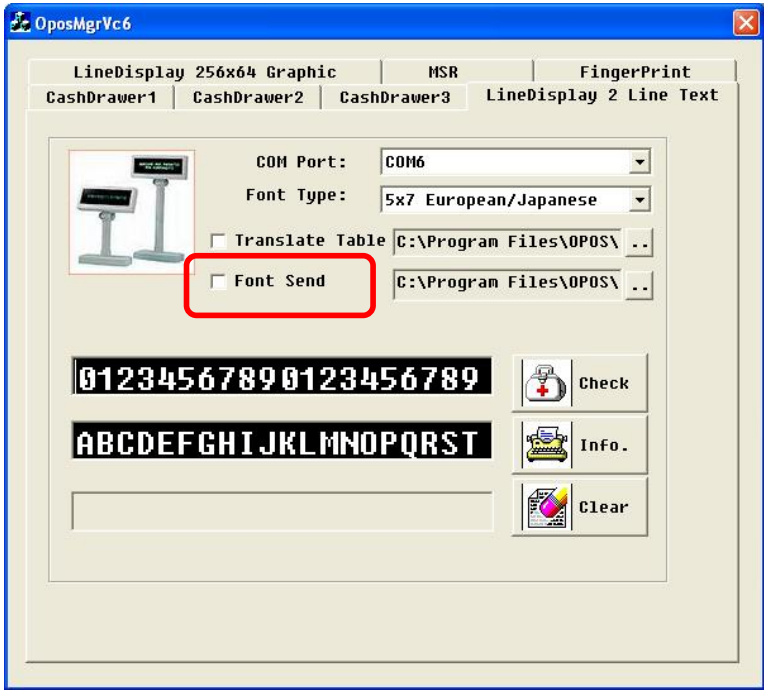 OposMgrVc6
LineDisplay 256x64 Graphic
MSR
FingerPrint
CashDrawer1
CashDrawer2
CashDrawer3
LineDisplay 2 Line Text
COM Port:
COM6
Font Type:
5x7 European/Japanese
Translate Table
C:\Program Files\OPOS\
..
Font Send
C:\Program Files\OPOS\
..
01234567890123456789
Check
ABCDEFGHIJKLMNOPQRST
Info.
Clear